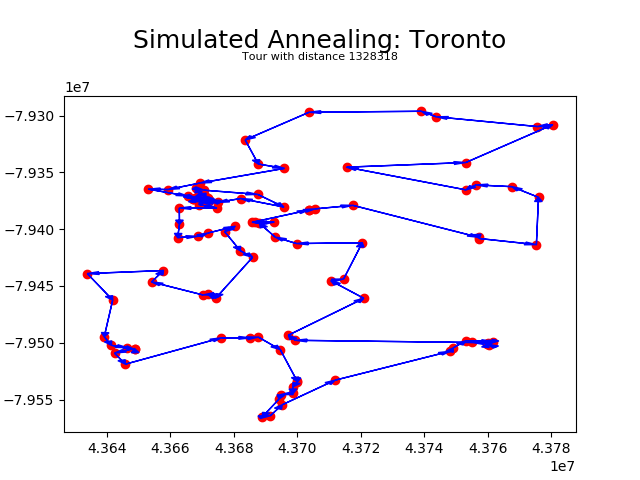 Simulated Annealing: Toronto
Tour with distance 1328318
1e7
−7.930
−7.935
−7.940
−7.945
−7.950
−7.955
4.364 4.366 4.368 4.370 4.372 4.374 4.376 4.378
1e7